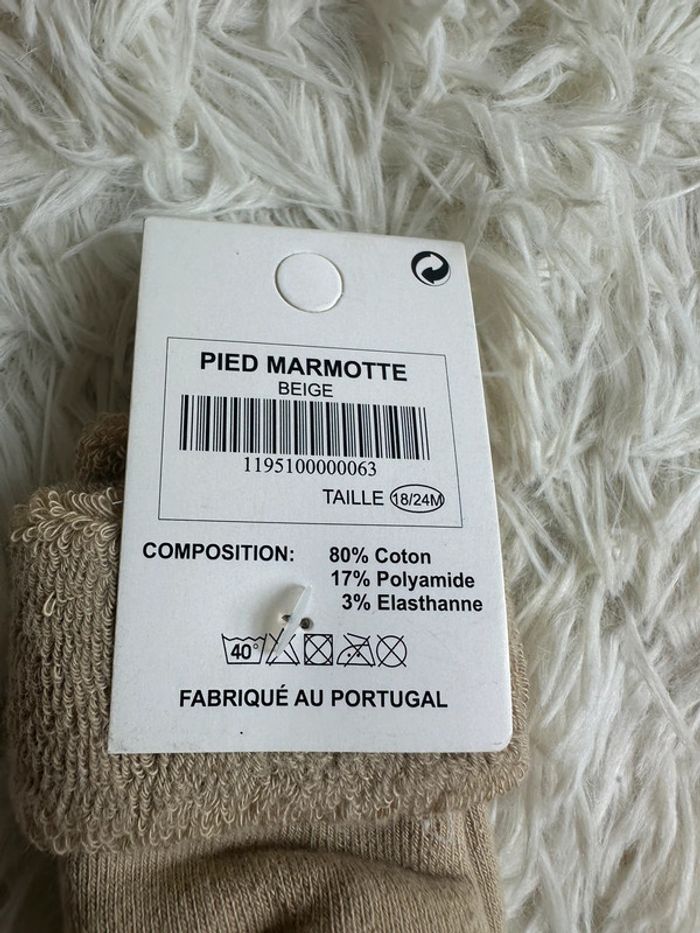 PIED MARMOTTE
BEIGE
1195100000063
TAILLE 18/24M
COMPOSITION: 80% Coton
17% Polyamide
3% Elasthanne
40°
FABRIQUÉ AU PORTUGAL